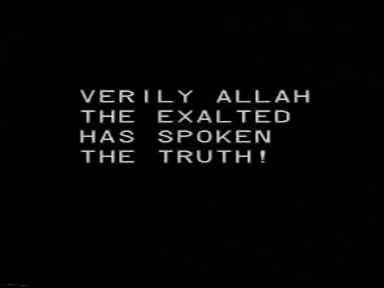 VERILY ALLAH
THE EXALTED
HAS SPOKEN
THE TRUTH!